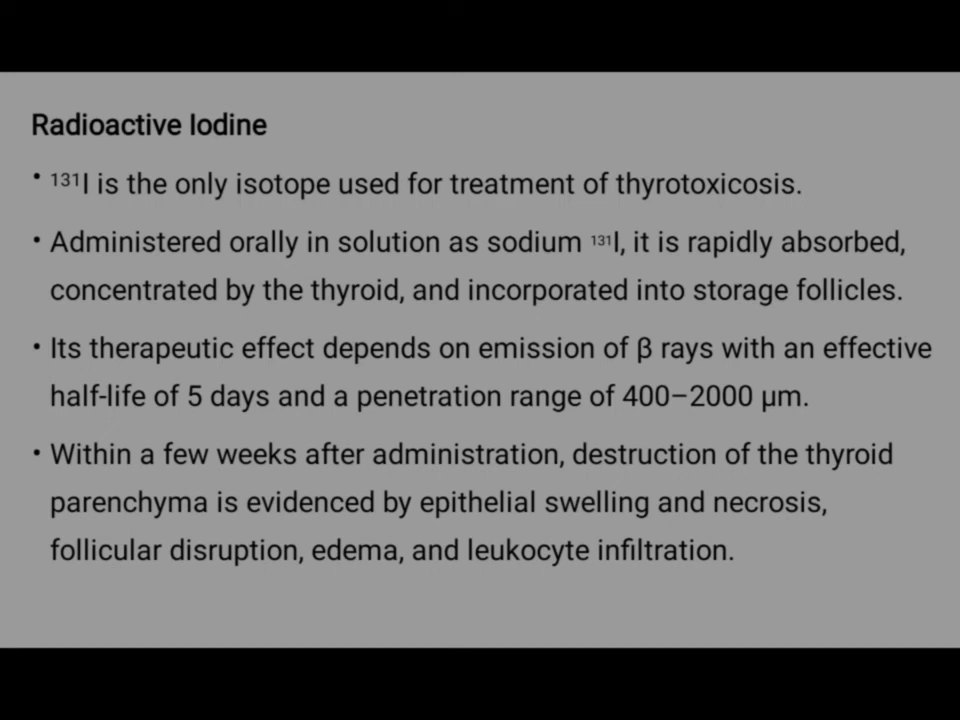 Radioactive Iodine
• ¹³¹I is the only isotope used for treatment of thyrotoxicosis.
• Administered orally in solution as sodium ¹³¹I, it is rapidly absorbed,
concentrated by the thyroid, and incorporated into storage follicles.
• Its therapeutic effect depends on emission of β rays with an effective
half-life of 5 days and a penetration range of 400–2000 μm.
• Within a few weeks after administration, destruction of the thyroid
parenchyma is evidenced by epithelial swelling and necrosis,
follicular disruption, edema, and leukocyte infiltration.